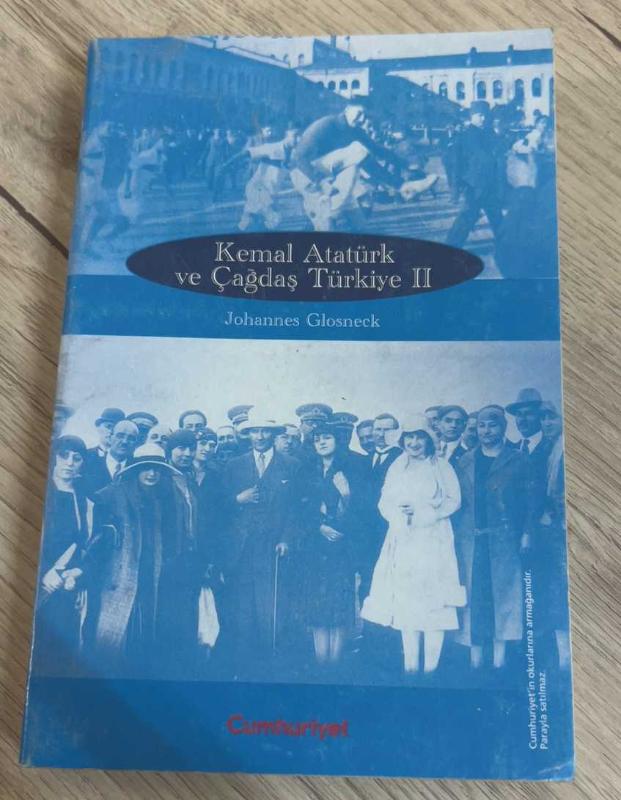 Kemal Atatürk
ve Çağdaş Türkiye II
Johannes Glosneck
Cumhuriyet'in okurlarına armağanıdır.
Parayla satılmaz.
Cumhuriyet